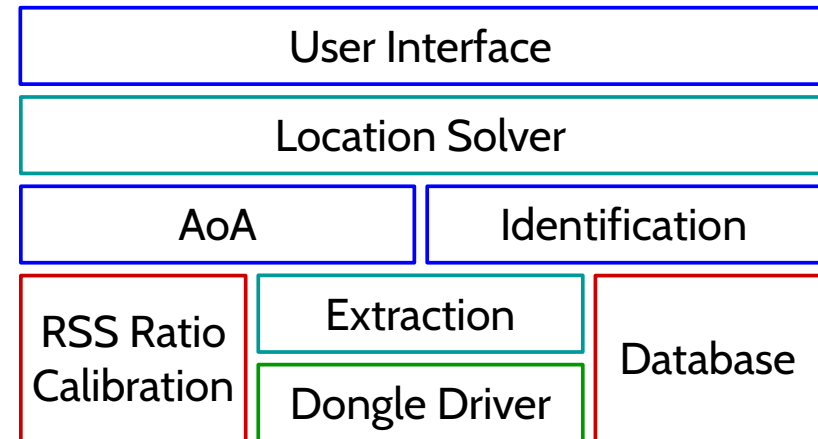 User Interface
Location Solver
AoA
Identification
RSS Ratio
Calibration
Extraction
Dongle Driver
Database